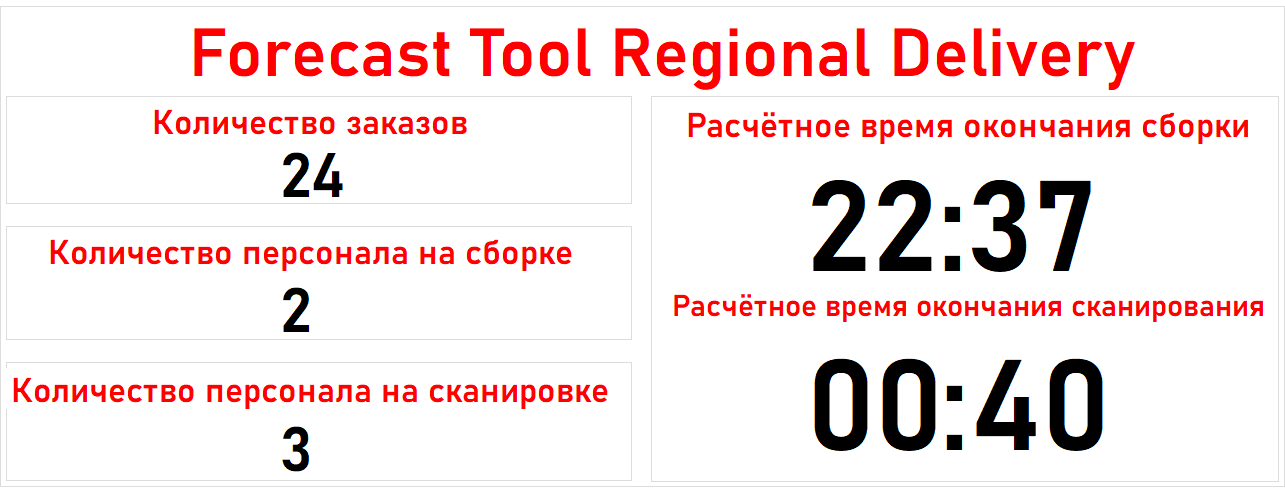 Forecast Tool Regional Delivery
Количество заказов
24
Количество персонала на сборке
2
Количество персонала на сканировке
3
Расчётное время окончания сборки
22:37
Расчётное время окончания сканирования
00:40